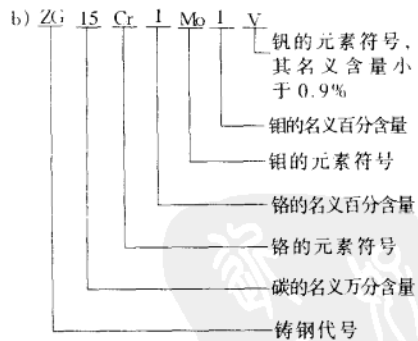 b) ZG 15 Cr 1 Mo 1 V
钒的元素符号，
其名义含量小
于 0.9%
钼的名义百分含量
钼的元素符号
铬的名义百分含量
铬的元素符号
碳的名义万分含量
铸钢代号